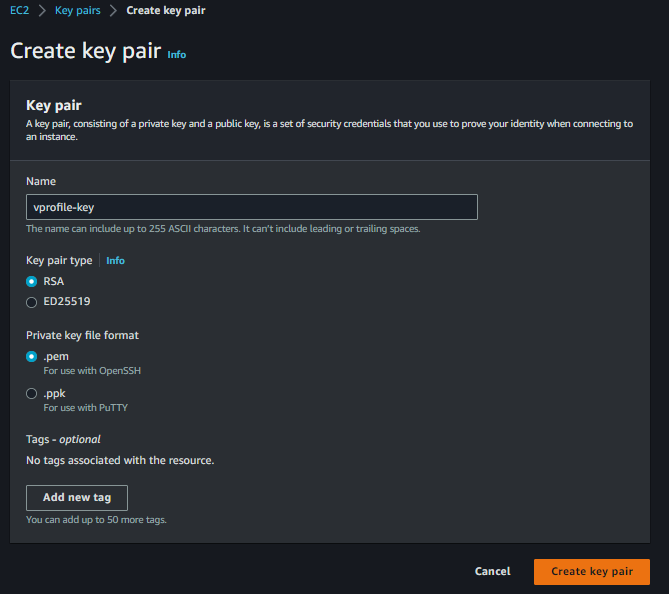 EC2 > Key pairs > Create key pair
Create key pair Info
Key pair
A key pair, consisting of a private key and a public key, is a set of security credentials that you use to prove your identity when connecting to
an instance.
Name
vprofile-key
The name can include up to 255 ASCII characters. It can't include leading or trailing spaces.
Key pair type Info
RSA
ED25519
Private key file format
.pem
For use with OpenSSH
.ppk
For use with PuTTY
Tags - optional
No tags associated with the resource.
Add new tag
You can add up to 50 more tags.
Cancel Create key pair